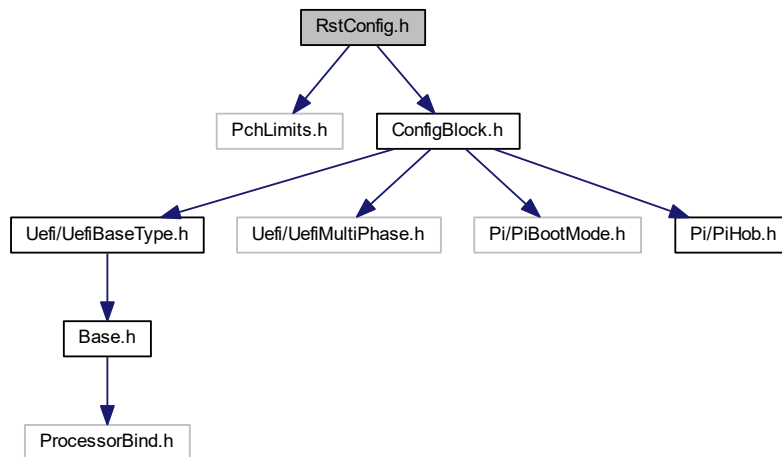 RstConfig.h
PchLimits.h
ConfigBlock.h
Uefi/UefiBaseType.h
Uefi/UefiMultiPhase.h
Pi/PiBootMode.h
Pi/PiHob.h
Base.h
ProcessorBind.h